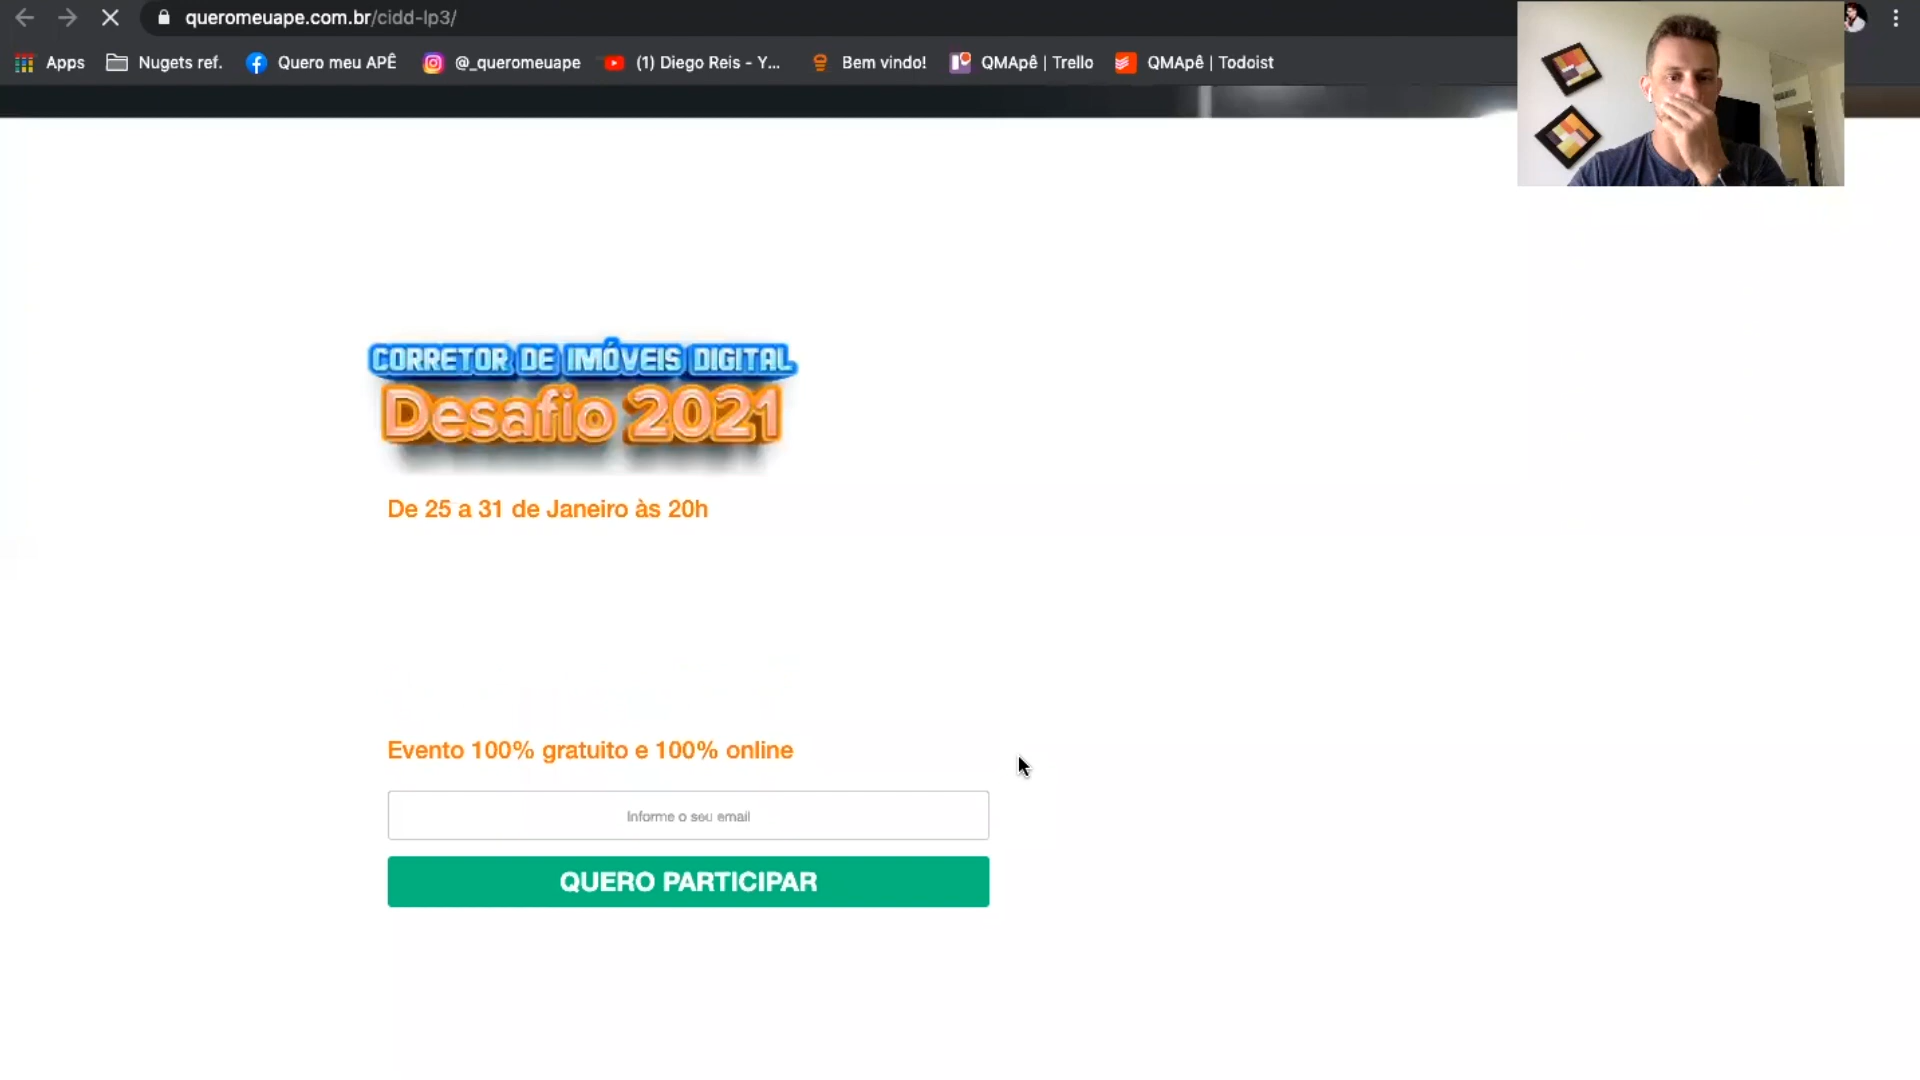 queromeuape.com.br/cidd-lp3/
Apps Nugets ref. Quero meu APÊ @_queromeuape (1) Diego Reis - Y... Bem vindo! QMApê | Trello QMApê | Todoist
CORRETOR DE IMÓVEIS DIGITAL
Desafio 2021
De 25 a 31 de Janeiro às 20h
Evento 100% gratuito e 100% online
Informe o seu email
QUERO PARTICIPAR